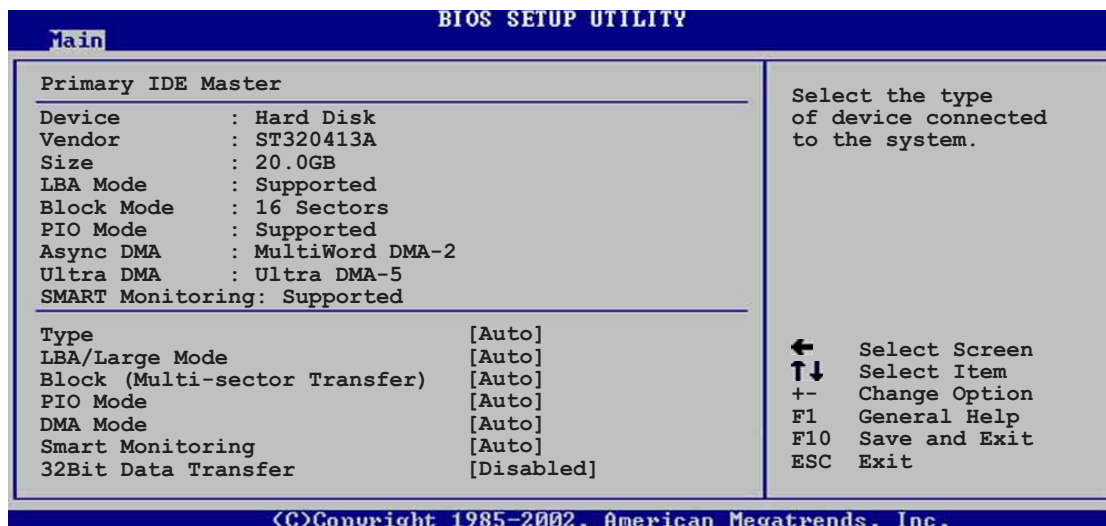 BIOS SETUP UTILITY
Main
Primary IDE Master
Device : Hard Disk
Vendor : ST320413A
Size : 20.0GB
LBA Mode : Supported
Block Mode : 16 Sectors
PIO Mode : Supported
Async DMA : MultiWord DMA-2
Ultra DMA : Ultra DMA-5
SMART Monitoring: Supported
Type [Auto]
LBA/Large Mode [Auto]
Block (Multi-sector Transfer) [Auto]
PIO Mode [Auto]
DMA Mode [Auto]
Smart Monitoring [Auto]
32Bit Data Transfer [Disabled]
Select the type
of device connected
to the system.
← Select Screen
↑↓ Select Item
+- Change Option
F1 General Help
F10 Save and Exit
ESC Exit
(C)Copyright 1985-2002, American Megatrends, Inc.